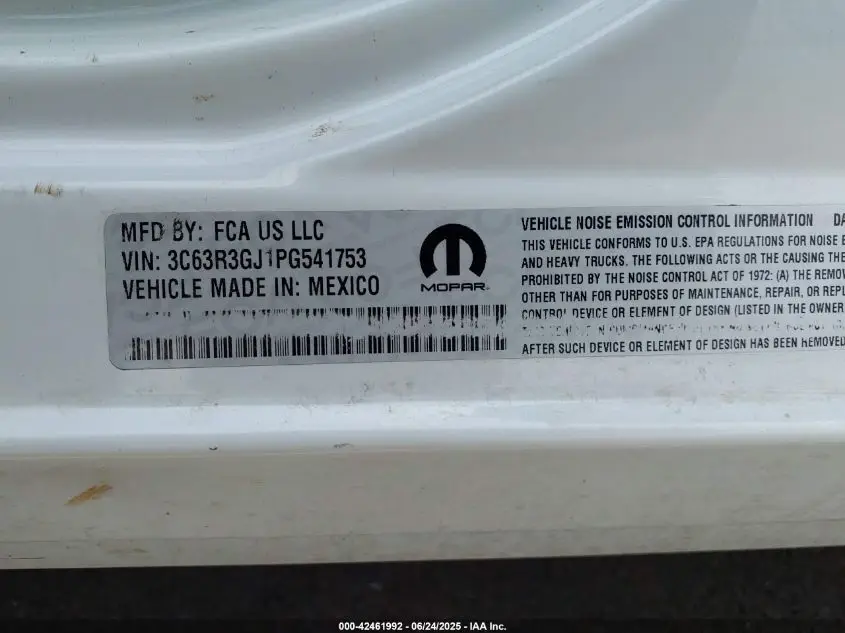 MFD BY: FCA US LLC
VIN: 3C63R3GJ1PG541753
VEHICLE MADE IN: MEXICO
MOPAR
VEHICLE NOISE EMISSION CONTROL INFORMATION DA
THIS VEHICLE CONFORMS TO U.S. EPA REGULATIONS FOR NOISE E
AND HEAVY TRUCKS. THE FOLLOWING ACTS OR THE CAUSING THE
PROHIBITED BY THE NOISE CONTROL ACT OF 1972: (A) THE REMOV
OTHER THAN FOR PURPOSES OF MAINTENANCE, REPAIR, OR REPL
CONTROL DEVICE OR ELEMENT OF DESIGN (LISTED IN THE OWNER
AFTER SUCH DEVICE OR ELEMENT OF DESIGN HAS BEEN REMOVED
000-42461992 - 06/24/2025 - IAA Inc.